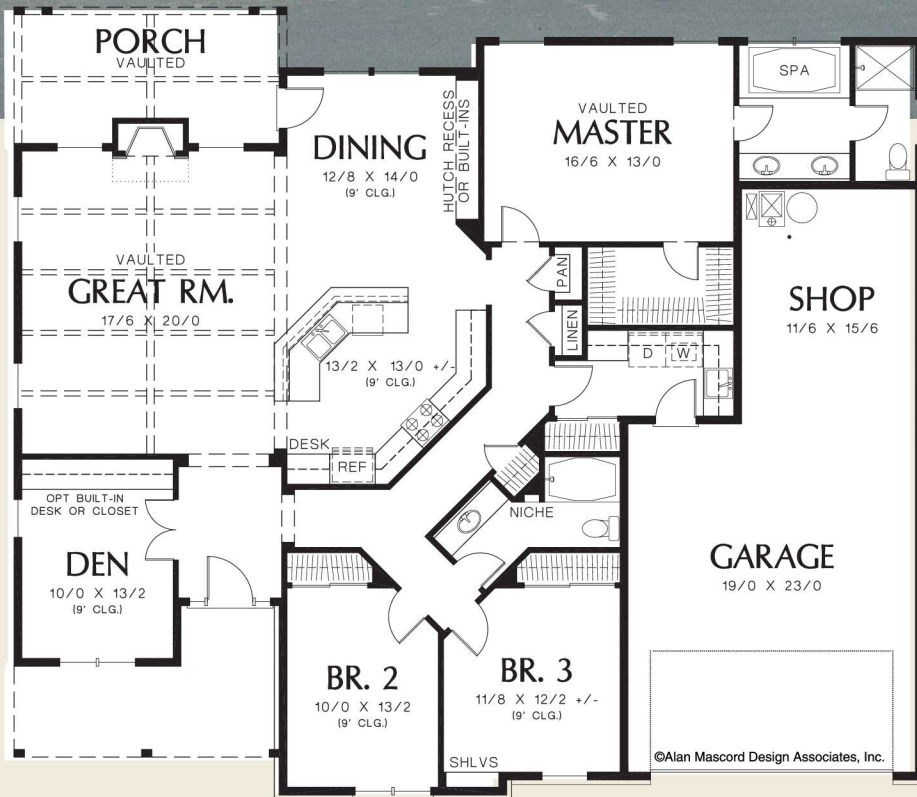 PORCH
VAULTED
DINING
12/8 X 14/0
(9' CLG.)
HUTCH RECESS
OR BUILT-INS
VAULTED
MASTER
16/6 X 13/0
SPA
VAULTED
GREAT RM.
17/6 X 20/0
PAN
LINEN
SHOP
11/6 X 15/6
13/2 X 13/0 +/-
(9' CLG.)
D
W
DESK
REF
OPT BUILT-IN
DESK OR CLOSET
NICHE
DEN
10/0 X 13/2
(9' CLG.)
GARAGE
19/0 X 23/0
BR. 2
10/0 X 13/2
(9' CLG.)
BR. 3
11/8 X 12/2 +/-
(9' CLG.)
SHLVS
©Alan Mascord Design Associates, Inc.